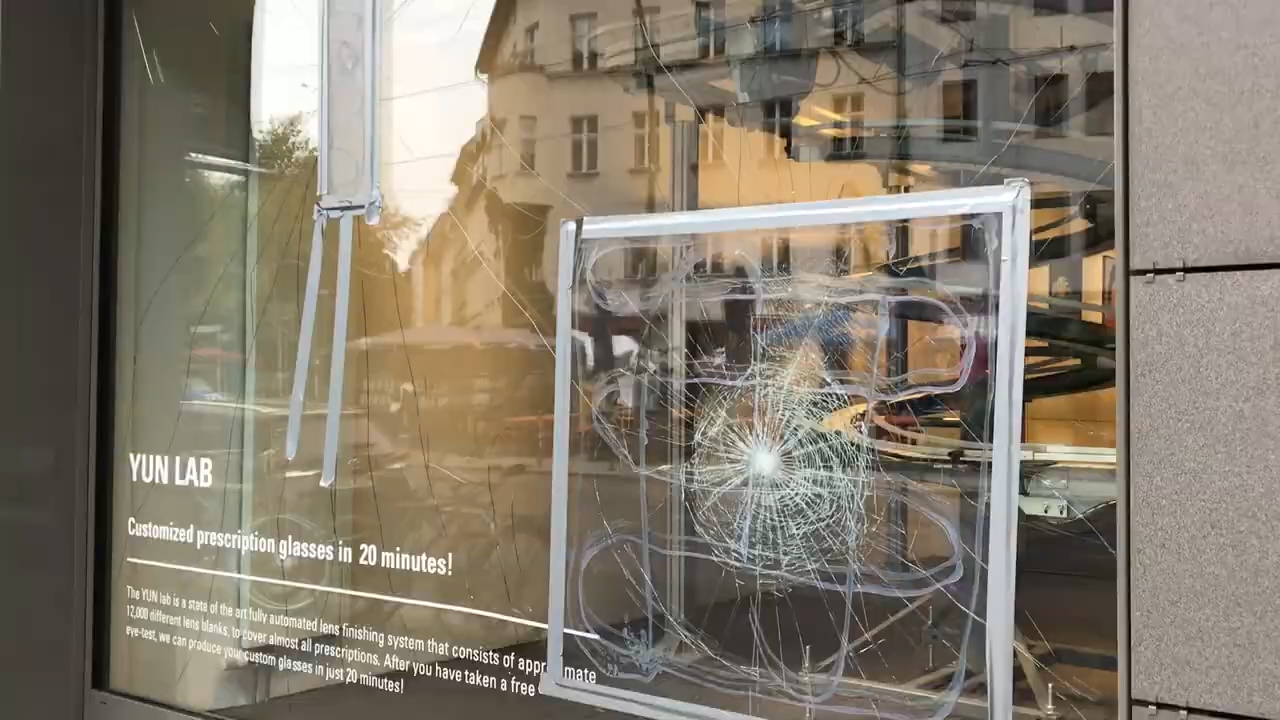 YUN LAB
Customized prescription glasses in 20 minutes!
The YUN lab is a state of the art fully automated lens finishing system that consists of appr mate
12,000 different lens blanks, to cover almost all prescriptions. After you have taken a free
eye-test, we can produce your custom glasses in just 20 minutes!